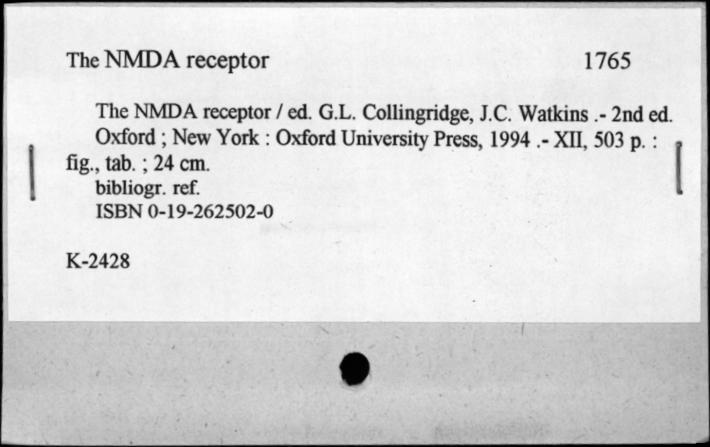 The NMDA receptor 1765
The NMDA receptor / ed. G.L. Collingridge, J.C. Watkins .- 2nd ed.
Oxford ; New York : Oxford University Press, 1994 .- XII, 503 p. :
fig., tab. ; 24 cm.
bibliogr. ref.
ISBN 0-19-262502-0
K-2428